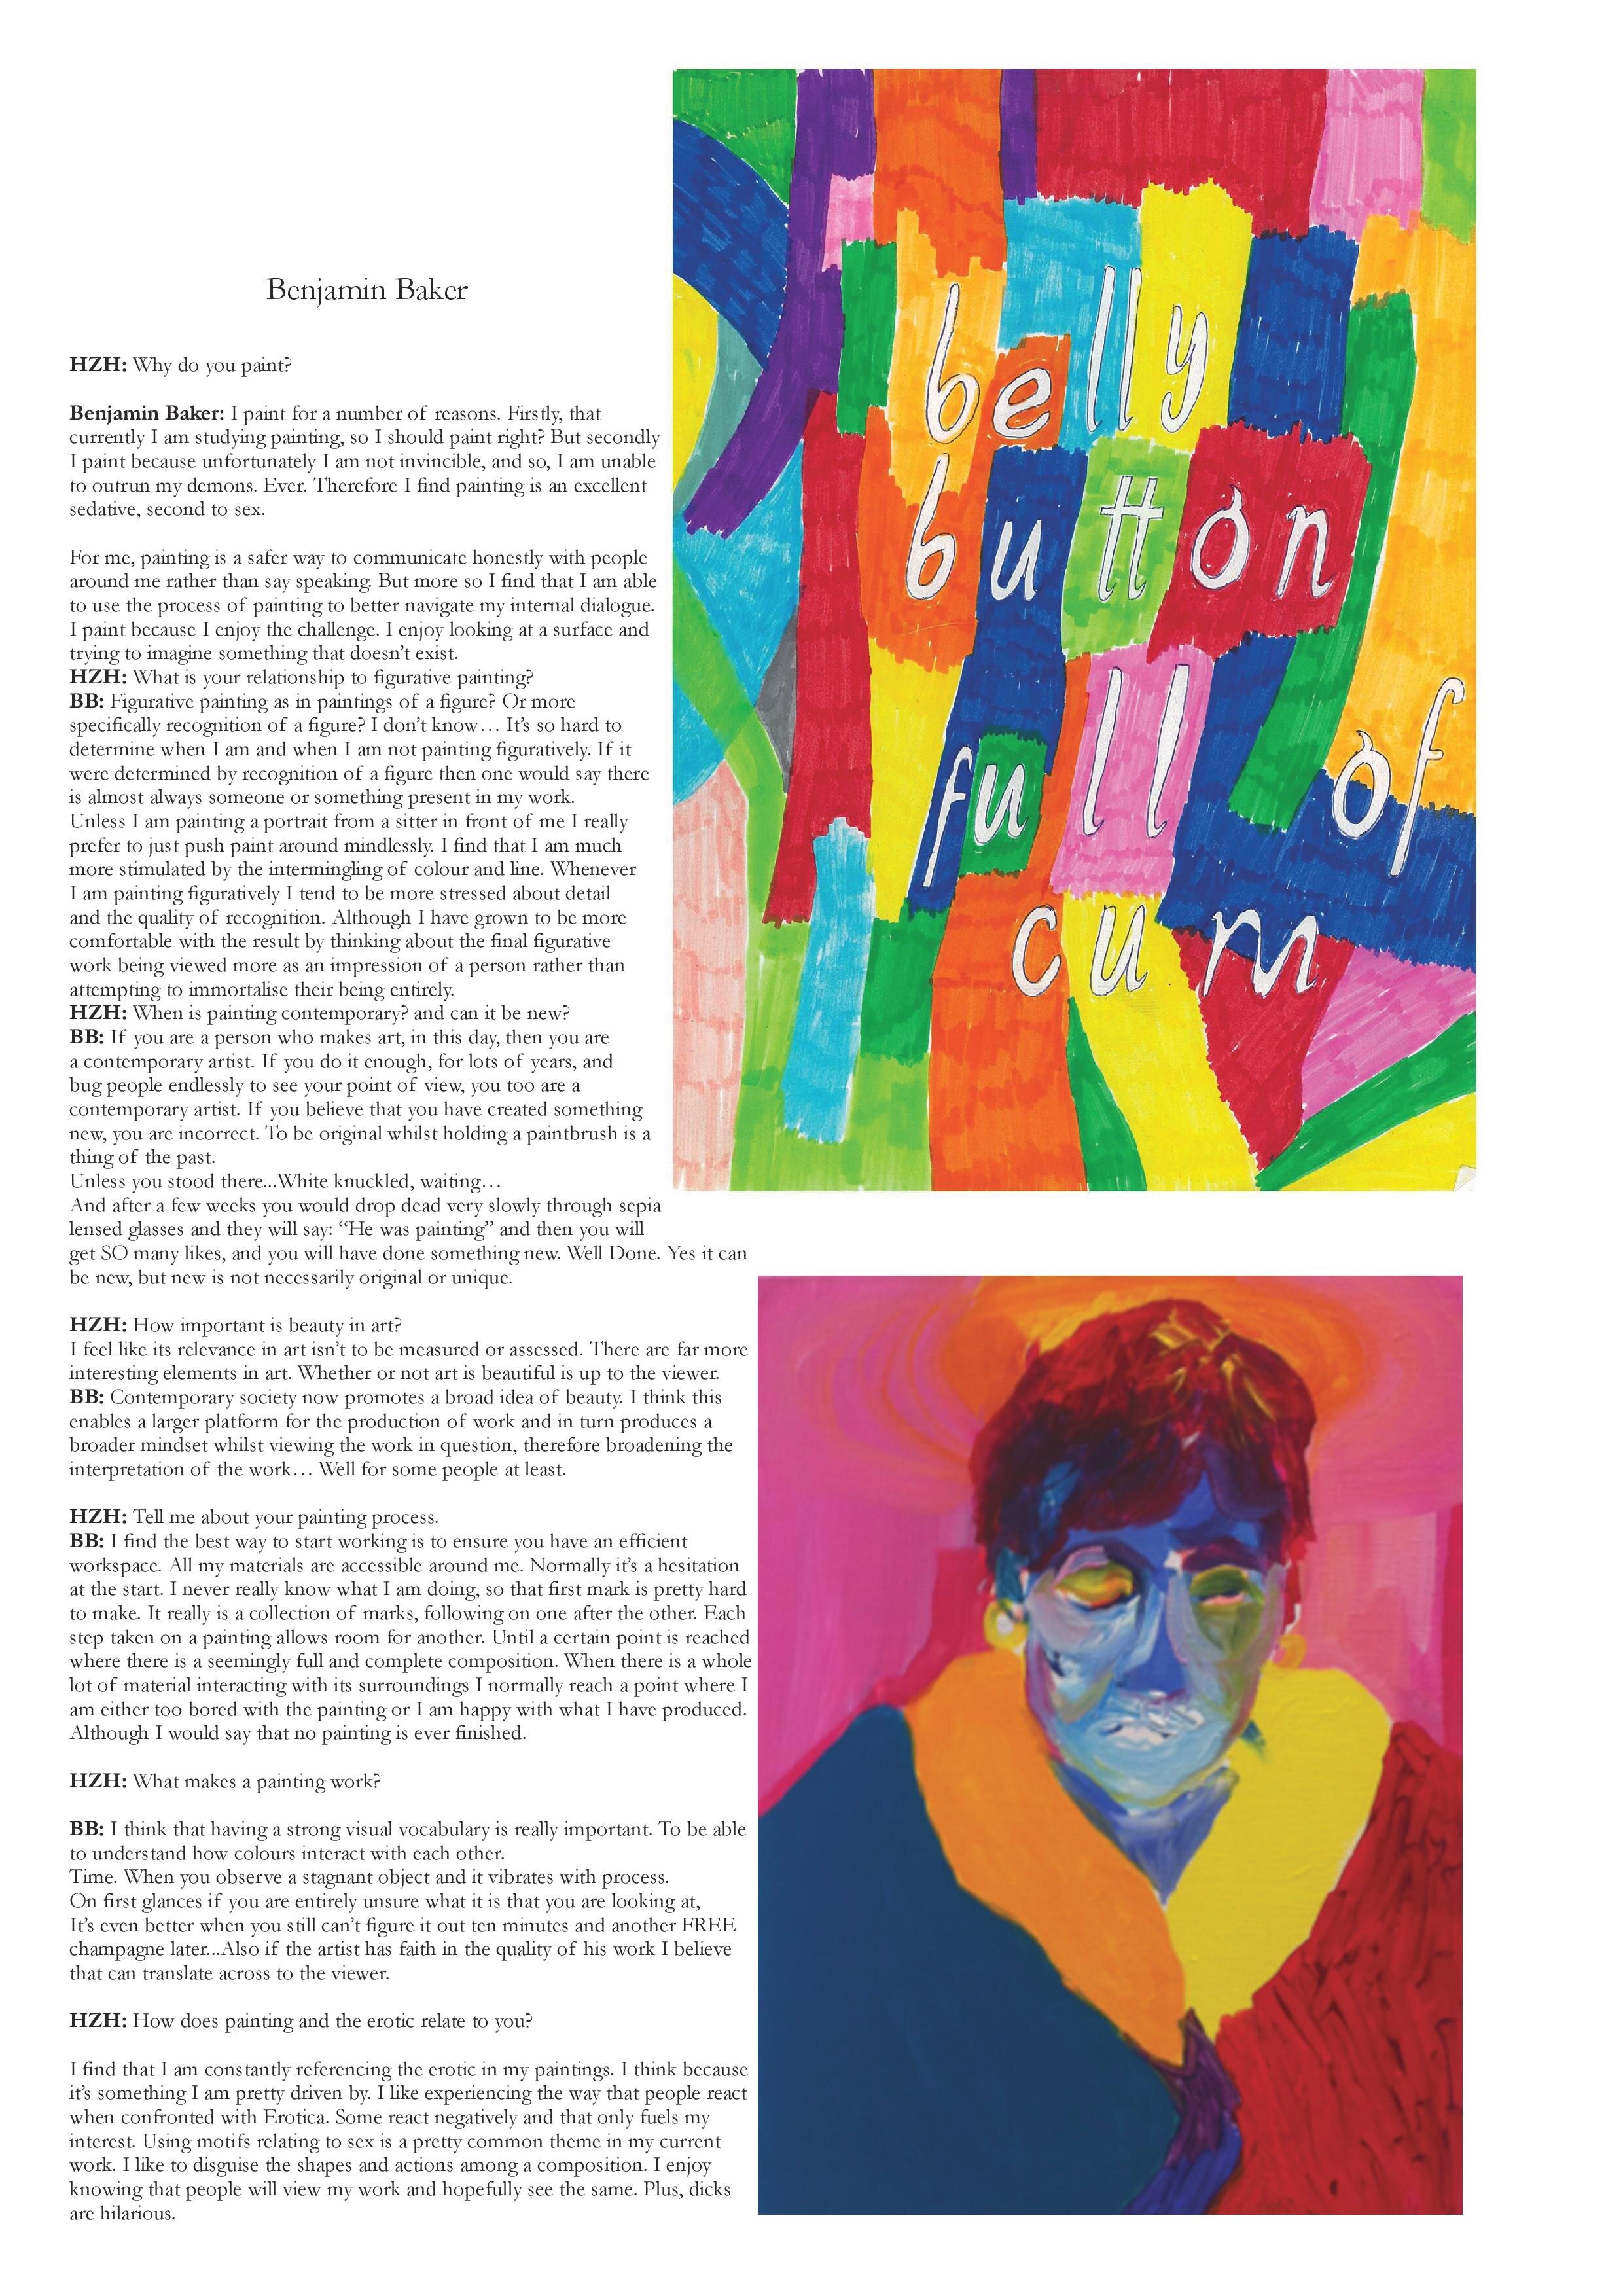 Benjamin Baker
HZH: Why do you paint?
Benjamin Baker: I paint for a number of reasons. Firstly, that
currently I am studying painting, so I should paint right? But secondly
I paint because unfortunately I am not invincible, and so, I am unable
to outrun my demons. Ever. Therefore I find painting is an excellent
sedative, second to sex.
For me, painting is a safer way to communicate honestly with people
around me rather than say speaking. But more so I find that I am able
to use the process of painting to better navigate my internal dialogue.
I paint because I enjoy the challenge. I enjoy looking at a surface and
trying to imagine something that doesn’t exist.
HZH: What is your relationship to figurative painting?
BB: Figurative painting as in paintings of a figure? Or more
specifically recognition of a figure? I don’t know… It’s so hard to
determine when I am and when I am not painting figuratively. If it
were determined by recognition of a figure then one would say there
is almost always someone or something present in my work.
Unless I am painting a portrait from a sitter in front of me I really
prefer to just push paint around mindlessly. I find that I am much
more stimulated by the intermingling of colour and line. Whenever
I am painting figuratively I tend to be more stressed about detail
and the quality of recognition. Although I have grown to be more
comfortable with the result by thinking about the final figurative
work being viewed more as an impression of a person rather than
attempting to immortalise their being entirely.
HZH: When is painting contemporary? and can it be new?
BB: If you are a person who makes art, in this day, then you are
a contemporary artist. If you do it enough, for lots of years, and
bug people endlessly to see your point of view, you too are a
contemporary artist. If you believe that you have created something
new, you are incorrect. To be original whilst holding a paintbrush is a
thing of the past.
Unless you stood there...White knuckled, waiting…
And after a few weeks you would drop dead very slowly through sepia
lensed glasses and they will say: “He was painting” and then you will
get SO many likes, and you will have done something new. Well Done. Yes it can
be new, but new is not necessarily original or unique.
HZH: How important is beauty in art?
I feel like its relevance in art isn’t to be measured or assessed. There are far more
interesting elements in art. Whether or not art is beautiful is up to the viewer.
BB: Contemporary society now promotes a broad idea of beauty. I think this
enables a larger platform for the production of work and in turn produces a
broader mindset whilst viewing the work in question, therefore broadening the
interpretation of the work… Well for some people at least.
HZH: Tell me about your painting process.
BB: I find the best way to start working is to ensure you have an efficient
workspace. All my materials are accessible around me. Normally it’s a hesitation
at the start. I never really know what I am doing, so that first mark is pretty hard
to make. It really is a collection of marks, following on one after the other. Each
step taken on a painting allows room for another. Until a certain point is reached
where there is a seemingly full and complete composition. When there is a whole
lot of material interacting with its surroundings I normally reach a point where I
am either too bored with the painting or I am happy with what I have produced.
Although I would say that no painting is ever finished.
HZH: What makes a painting work?
BB: I think that having a strong visual vocabulary is really important. To be able
to understand how colours interact with each other.
Time. When you observe a stagnant object and it vibrates with process.
On first glances if you are entirely unsure what it is that you are looking at,
It’s even better when you still can’t figure it out ten minutes and another FREE
champagne later...Also if the artist has faith in the quality of his work I believe
that can translate across to the viewer.
HZH: How does painting and the erotic relate to you?
I find that I am constantly referencing the erotic in my paintings. I think because
it’s something I am pretty driven by. I like experiencing the way that people react
when confronted with Erotica. Some react negatively and that only fuels my
interest. Using motifs relating to sex is a pretty common theme in my current
work. I like to disguise the shapes and actions among a composition. I enjoy
knowing that people will view my work and hopefully see the same. Plus, dicks
are hilarious.
belly
button
full of
cum